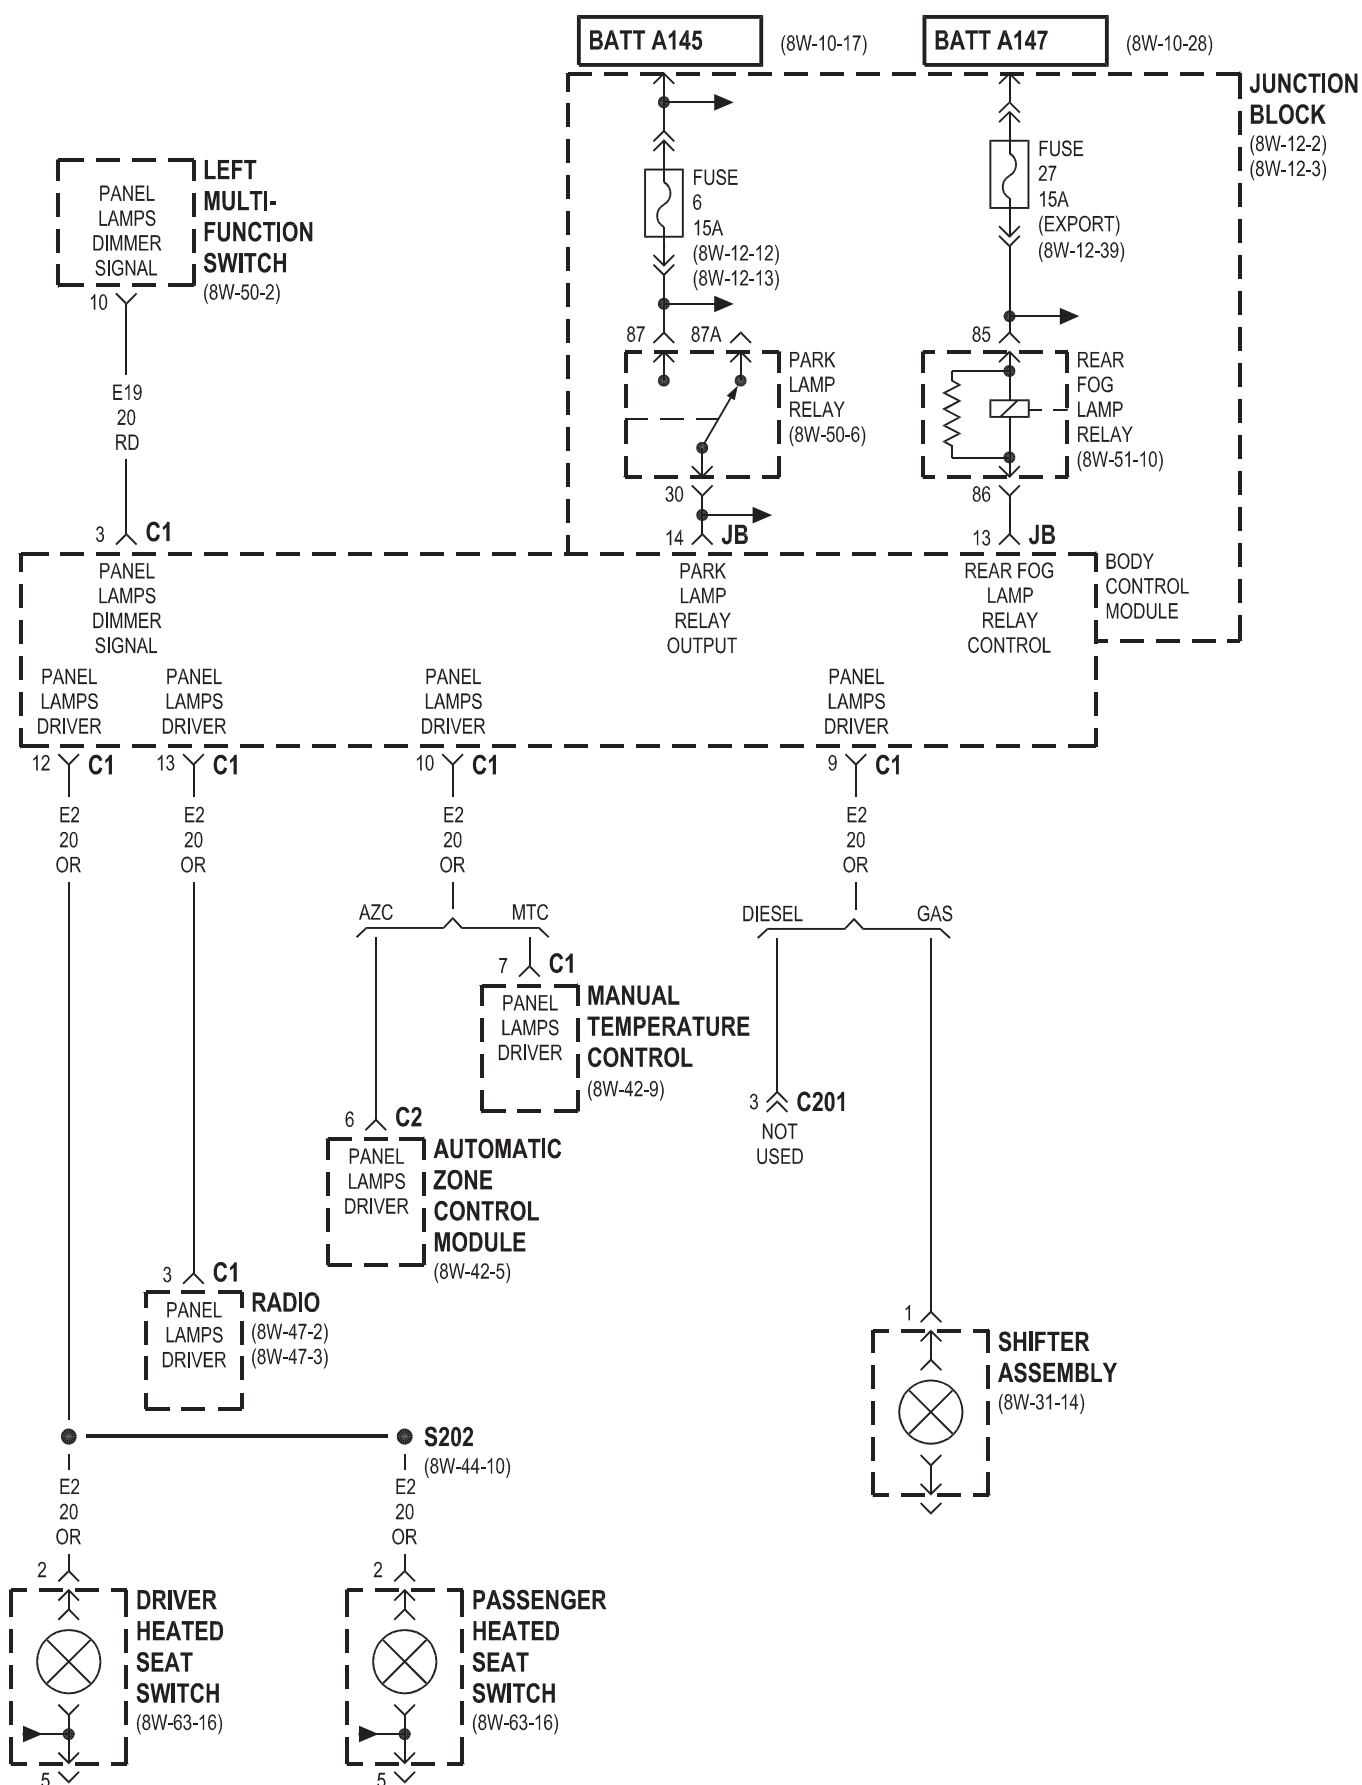 BATT A145
(8W-10-17)
BATT A147
(8W-10-28)
JUNCTION
BLOCK
(8W-12-2)
(8W-12-3)
FUSE
6
15A
(8W-12-12)
(8W-12-13)
FUSE
27
15A
(EXPORT)
(8W-12-39)
LEFT
MULTI-
FUNCTION
SWITCH
(8W-50-2)
PANEL
LAMPS
DIMMER
SIGNAL
10
E19
20
RD
3
C1
87
87A
PARK
LAMP
RELAY
(8W-50-6)
30
14
JB
85
REAR
FOG
LAMP
RELAY
(8W-51-10)
86
13
JB
PANEL
LAMPS
DIMMER
SIGNAL
PARK
LAMP
RELAY
OUTPUT
REAR FOG
LAMP
RELAY
CONTROL
BODY
CONTROL
MODULE
PANEL
LAMPS
DRIVER
PANEL
LAMPS
DRIVER
PANEL
LAMPS
DRIVER
PANEL
LAMPS
DRIVER
12
C1
13
C1
10
C1
9
C1
E2
20
OR
E2
20
OR
E2
20
OR
E2
20
OR
AZC
MTC
DIESEL
GAS
7
C1
PANEL
LAMPS
DRIVER
MANUAL
TEMPERATURE
CONTROL
(8W-42-9)
3
C201
NOT
USED
6
C2
PANEL
LAMPS
DRIVER
AUTOMATIC
ZONE
CONTROL
MODULE
(8W-42-5)
3
C1
PANEL
LAMPS
DRIVER
RADIO
(8W-47-2)
(8W-47-3)
1
SHIFTER
ASSEMBLY
(8W-31-14)
S202
(8W-44-10)
E2
20
OR
E2
20
OR
2
DRIVER
HEATED
SEAT
SWITCH
(8W-63-16)
5
2
PASSENGER
HEATED
SEAT
SWITCH
(8W-63-16)
5